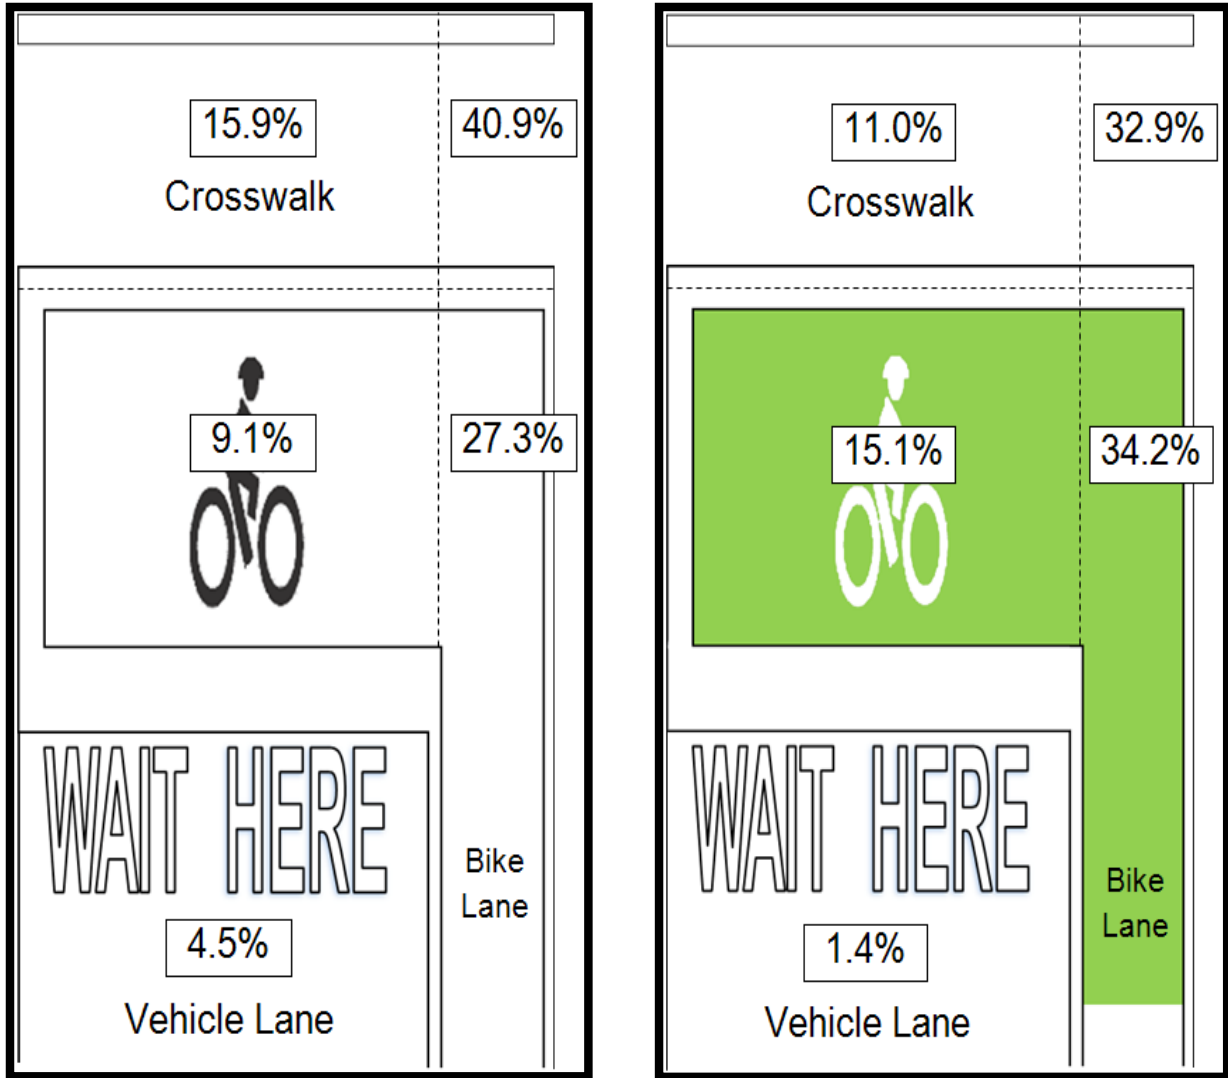 15.9%
40.9%
Crosswalk
9.1%
27.3%
WAIT HERE
Bike
Lane
4.5%
Vehicle Lane
11.0%
32.9%
Crosswalk
15.1%
34.2%
WAIT HERE
Bike
Lane
1.4%
Vehicle Lane